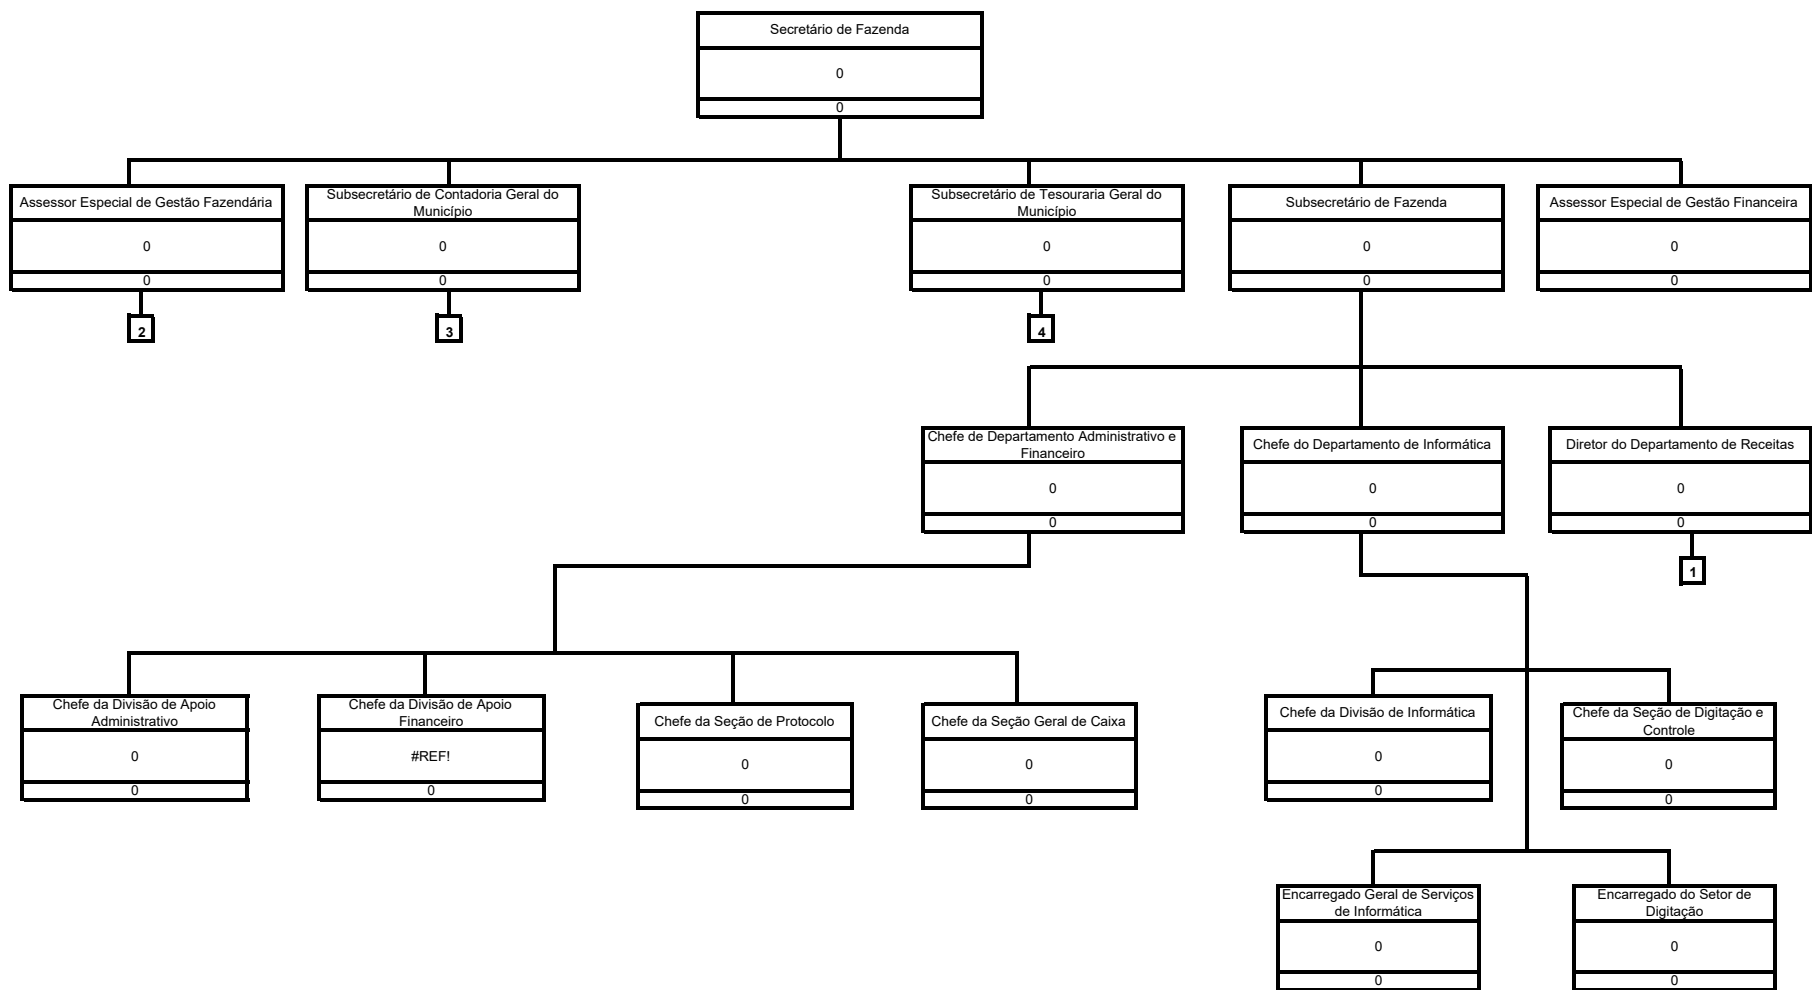 Secretário de Fazenda
0
0
Assessor Especial de Gestão Fazendária
0
0
2
Subsecretário de Contadoria Geral do
Município
0
0
3
Subsecretário de Tesouraria Geral do
Município
0
0
4
Subsecretário de Fazenda
0
0
Assessor Especial de Gestão Financeira
0
0
Chefe de Departamento Administrativo e
Financeiro
0
0
Chefe do Departamento de Informática
0
0
Diretor do Departamento de Receitas
0
0
1
Chefe da Divisão de Apoio
Administrativo
0
0
Chefe da Divisão de Apoio
Financeiro
#REF!
0
Chefe da Seção de Protocolo
0
0
Chefe da Seção Geral de Caixa
0
0
Chefe da Divisão de Informática
0
0
Chefe da Seção de Digitação e
Controle
0
0
Encarregado Geral de Serviços
de Informática
0
0
Encarregado do Setor de
Digitação
0
0